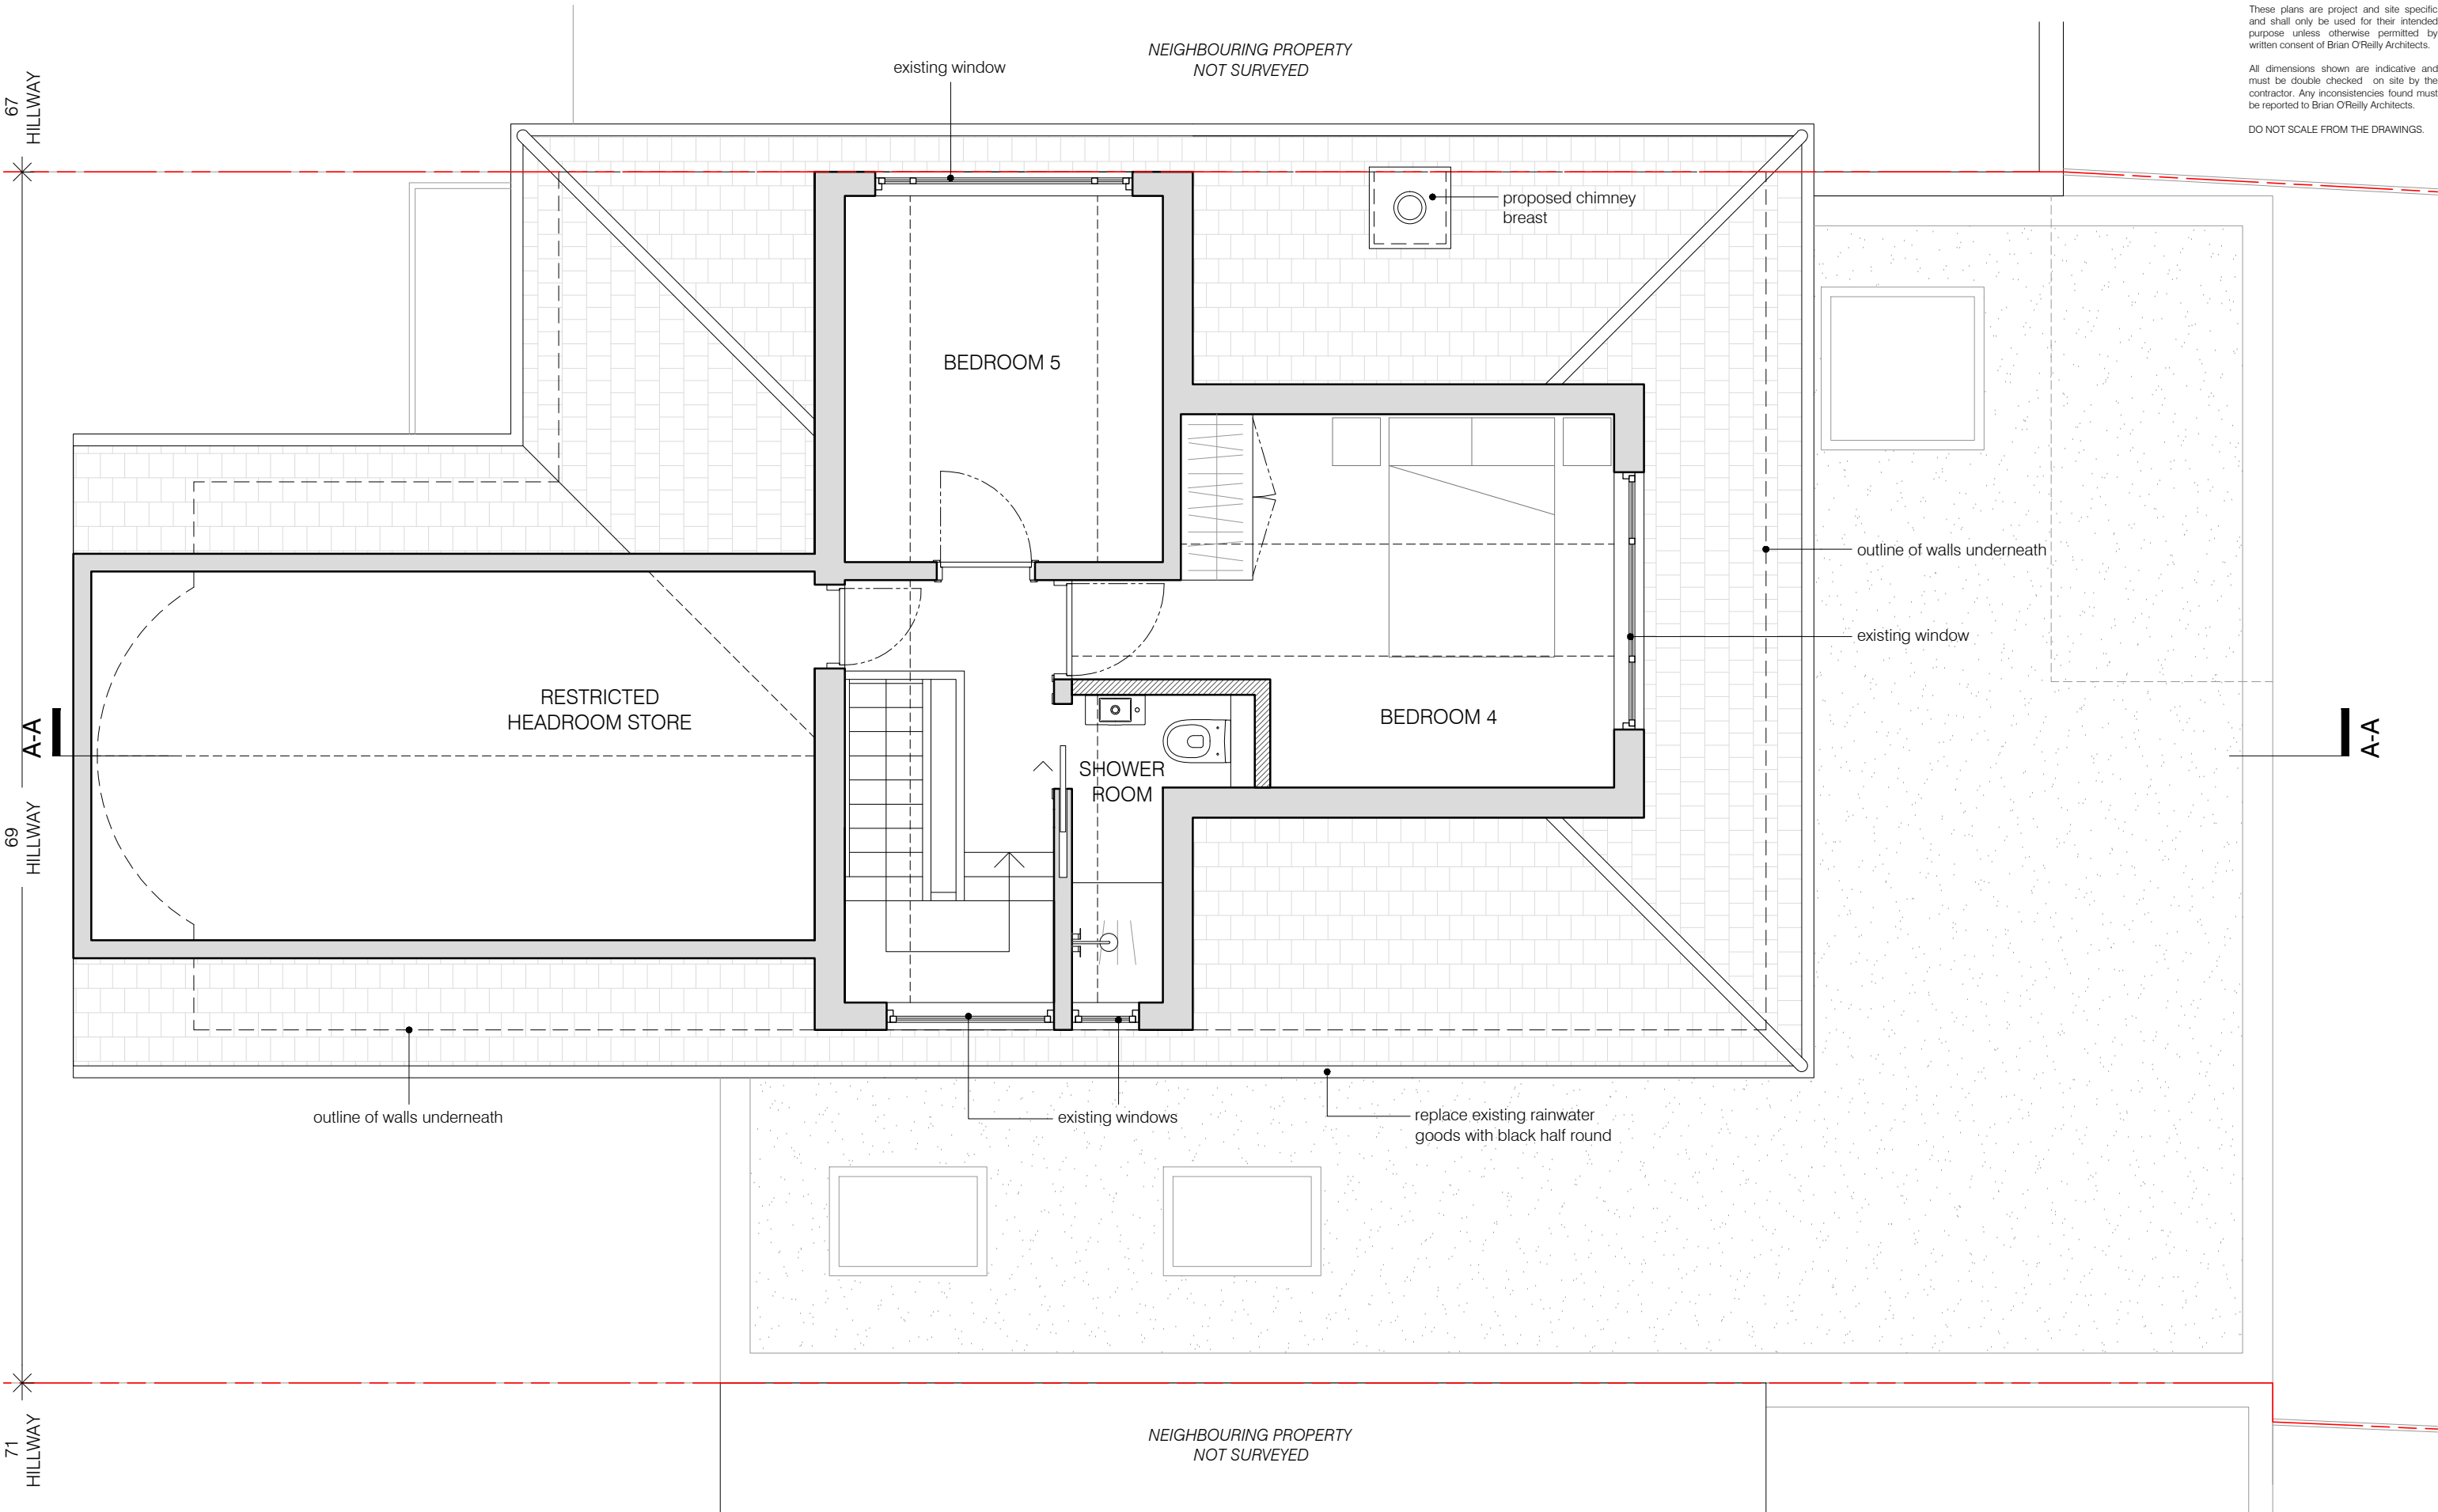 These plans are project and site specific
and shall only be used for their intended
purpose unless otherwise permitted by
written consent of Brian O'Reilly Architects.
All dimensions shown are indicative and
must be double checked on site by the
contractor. Any inconsistencies found must
be reported to Brian O'Reilly Architects.
DO NOT SCALE FROM THE DRAWINGS.
NEIGHBOURING PROPERTY
NOT SURVEYED
existing window
67
HILLWAY
proposed chimney
breast
BEDROOM 5
outline of walls underneath
existing window
RESTRICTED
HEADROOM STORE
BEDROOM 4
A-A
A-A
SHOWER
ROOM
69
HILLWAY
outline of walls underneath
existing windows
replace existing rainwater
goods with black half round
71
HILLWAY
NEIGHBOURING PROPERTY
NOT SURVEYED